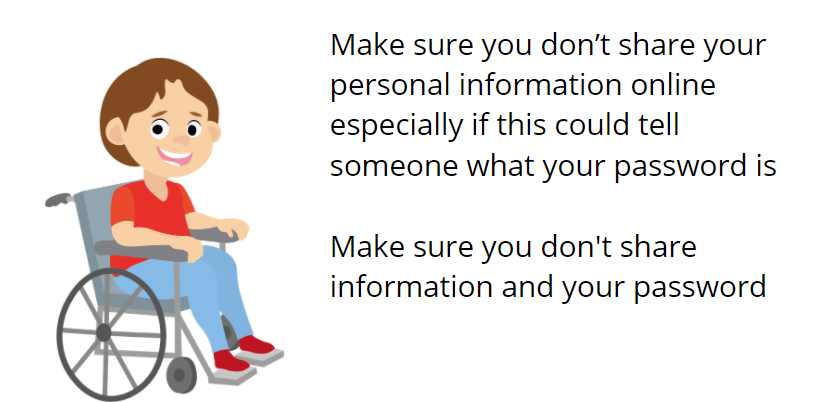 Make sure you don’t share your
personal information online
especially if this could tell
someone what your password is
Make sure you don't share
information and your password